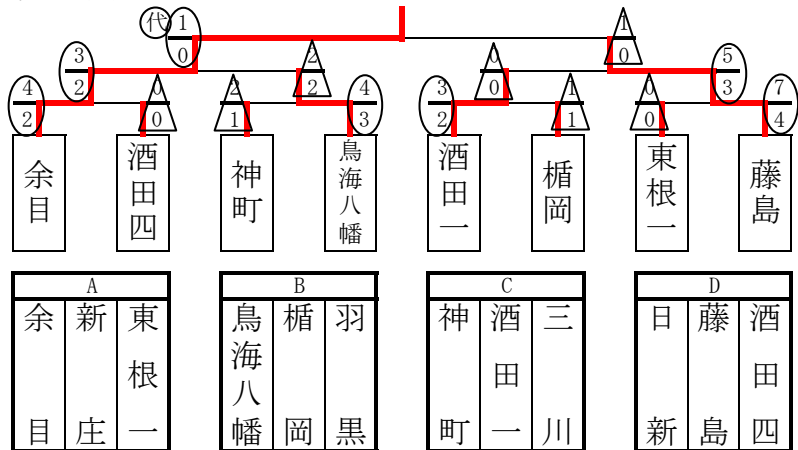 代 1 1
0 0
3 2 0 5
2 2 0 3
4 0 2 4 3 1 0 7
2 0 1 3 2 1 0 4
余目 酒田四 神町 鳥海八幡 酒田一 楯岡 東根一 藤島
A B C D
余目 新庄 東根一 鳥海八幡 楯岡 羽黒 神町 酒田一 三川 日新 藤島 酒田四